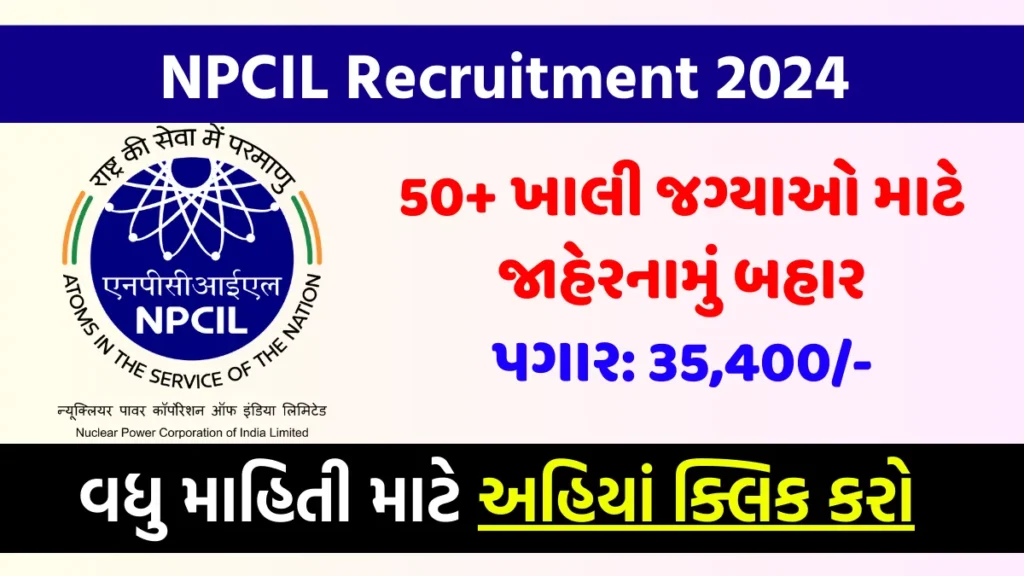 NPCIL Recruitment 2024
राष्ट्र की सेवा में परमाणु
एनपीसीआईएल
NPCIL
ATOMS IN THE SERVICE OF THE NATION
न्यूक्लियर पावर कॉर्पोरेशन ऑफ इंडिया लिमिटेड
Nuclear Power Corporation of India Limited
50+ ખાલી જગ્યાઓ માટે
જાહેરનામું બહાર
પગાર: 35,400/-
વધુ માહિતી માટે અહિયાં ક્લિક કરો